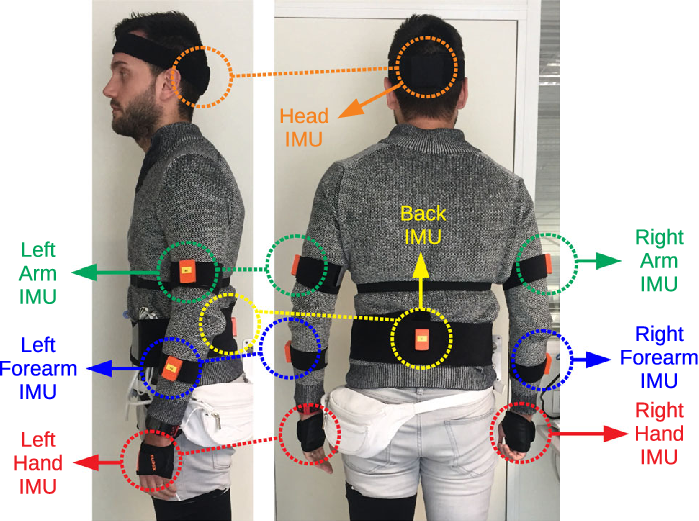 Head
IMU
Back
IMU
Left
Arm
IMU
Right
Arm
IMU
Left
Forearm
IMU
Right
Forearm
IMU
Left
Hand
IMU
Right
Hand
IMU